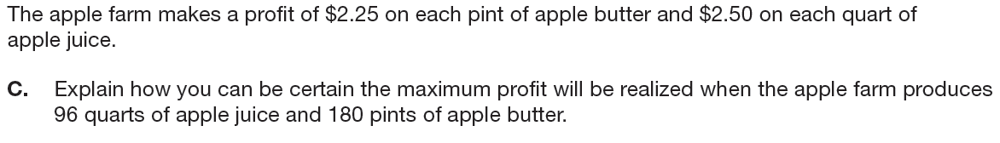 The apple farm makes a profit of $2.25 on each pint of apple butter and $2.50 on each quart of
apple juice.
C. Explain how you can be certain the maximum profit will be realized when the apple farm produces
96 quarts of apple juice and 180 pints of apple butter.